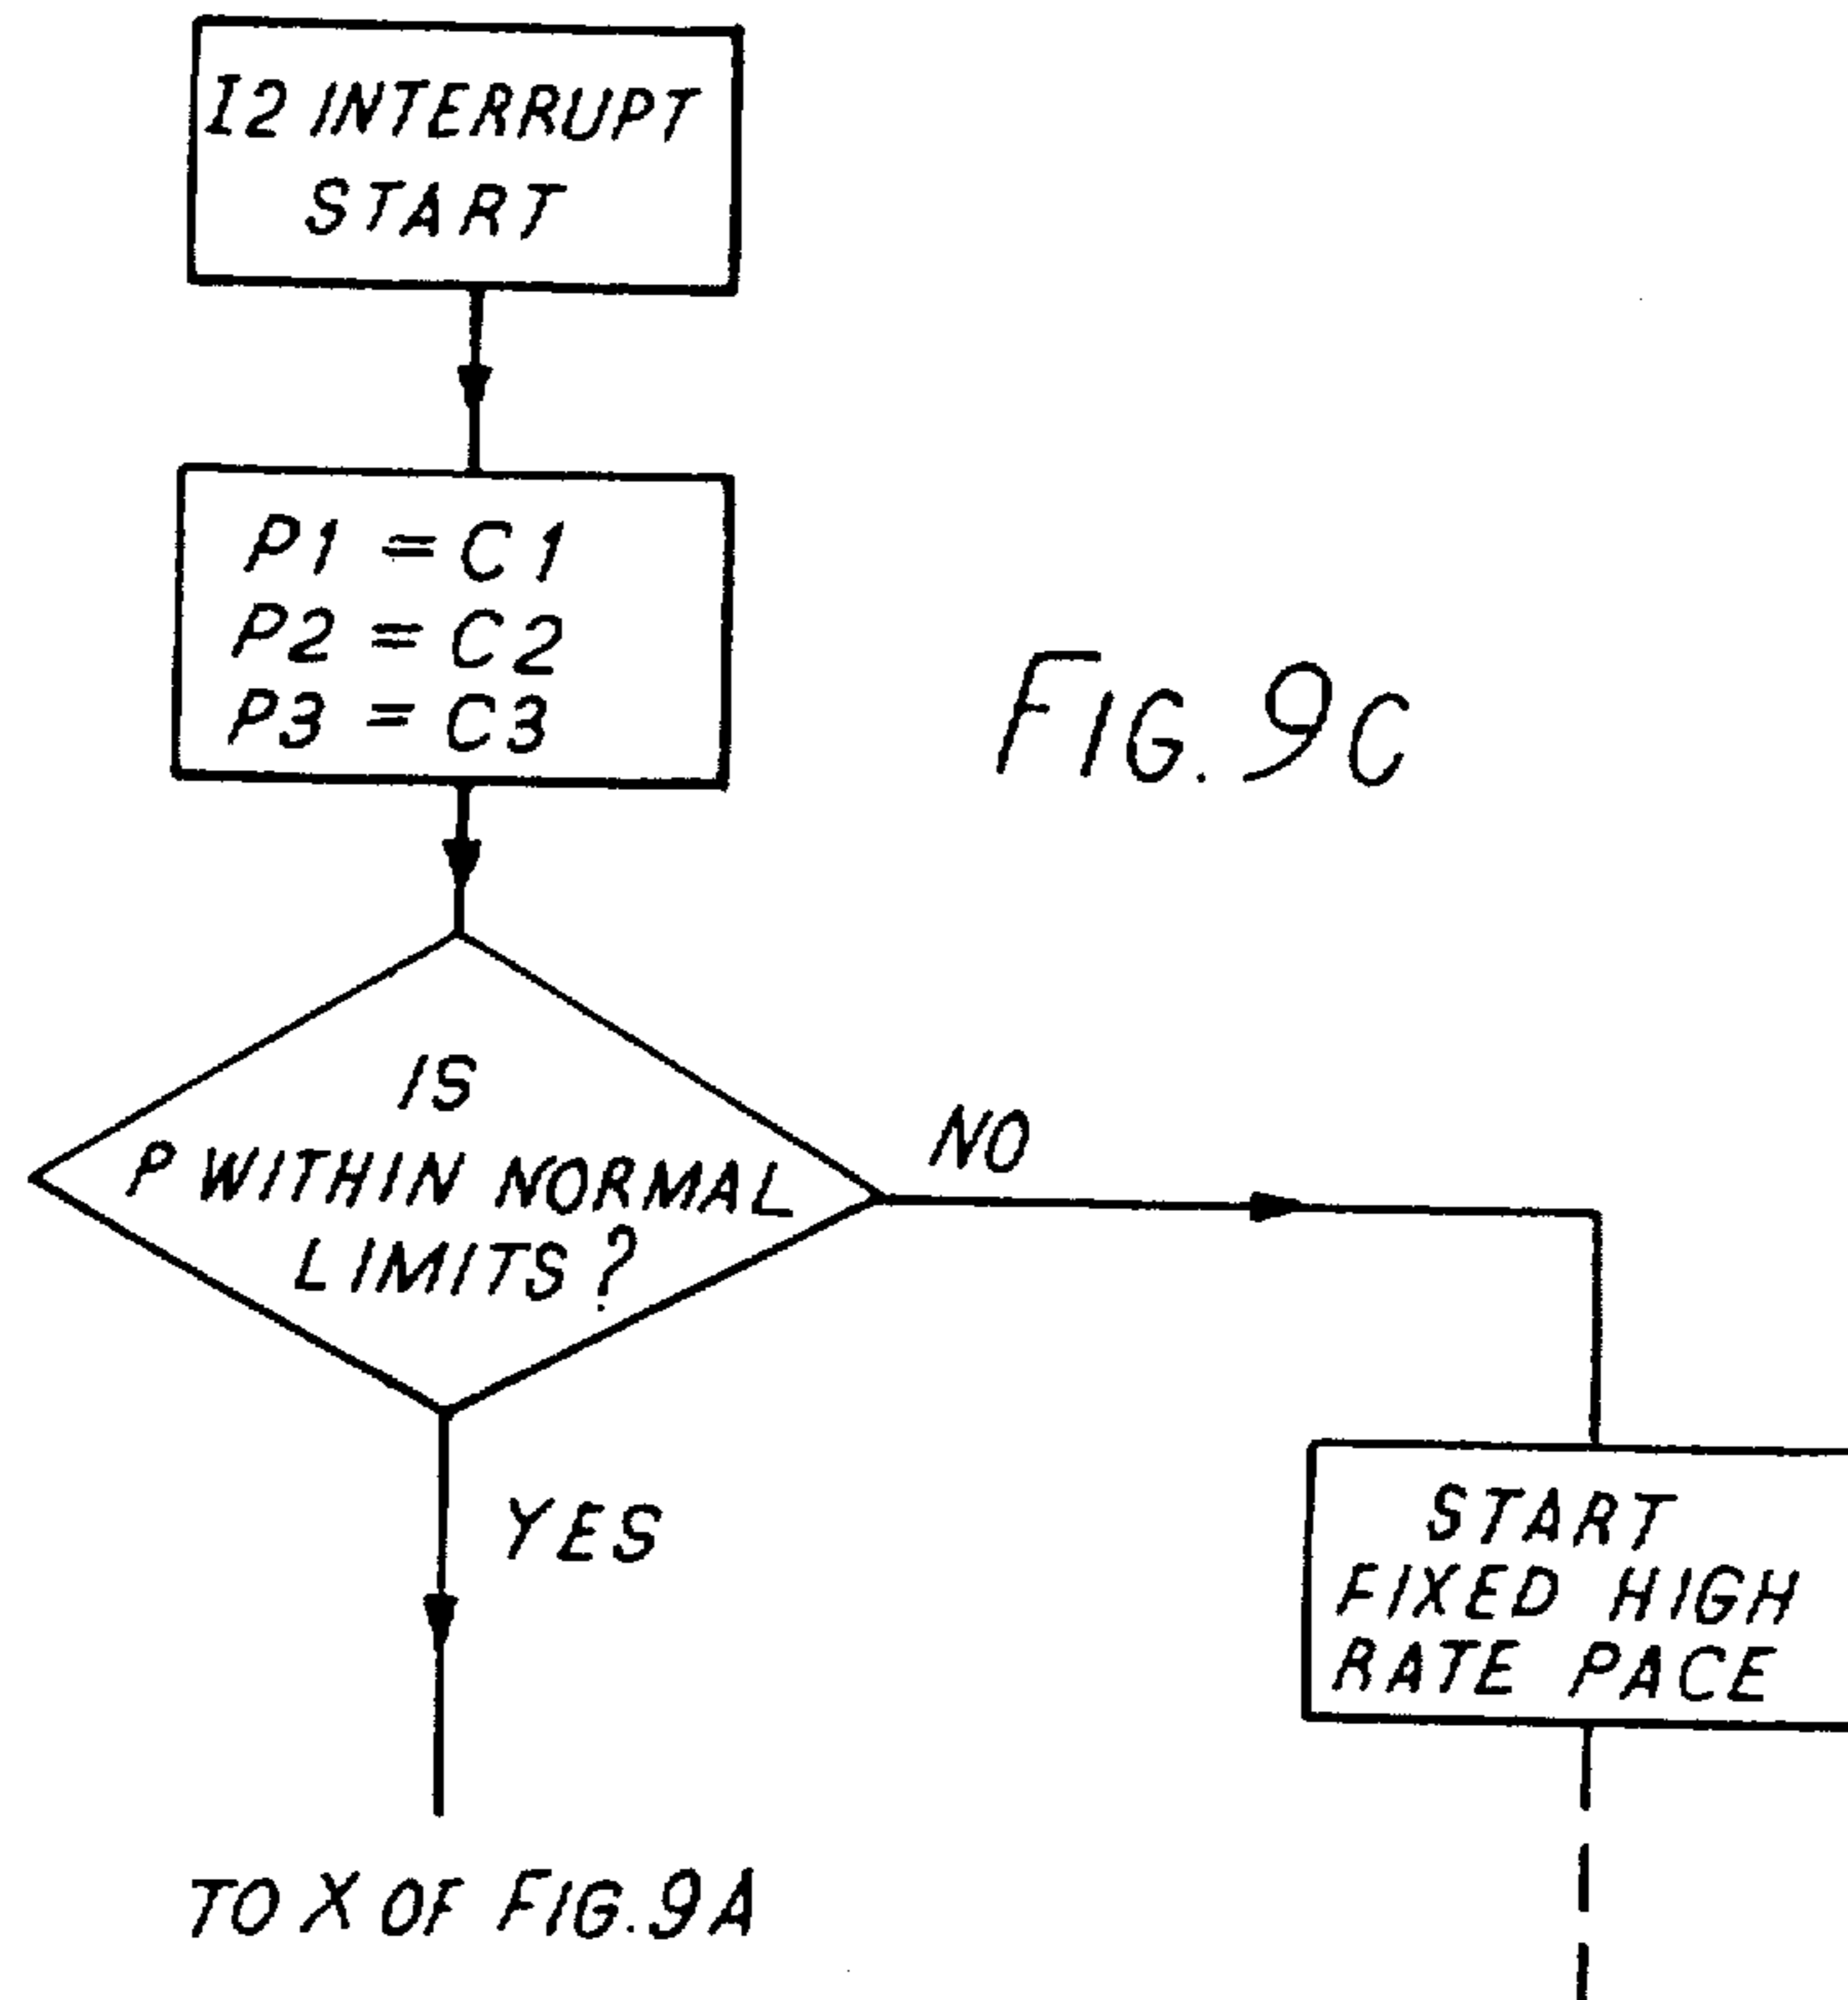 I2 INTERRUPT
START
P1 = C1
P2 = C2
P3 = C3
FIG. 9C
IS
P WITHIN NORMAL
LIMITS?
NO
YES
START
FIXED HIGH
RATE PACE
TO X OF FIG. 9A